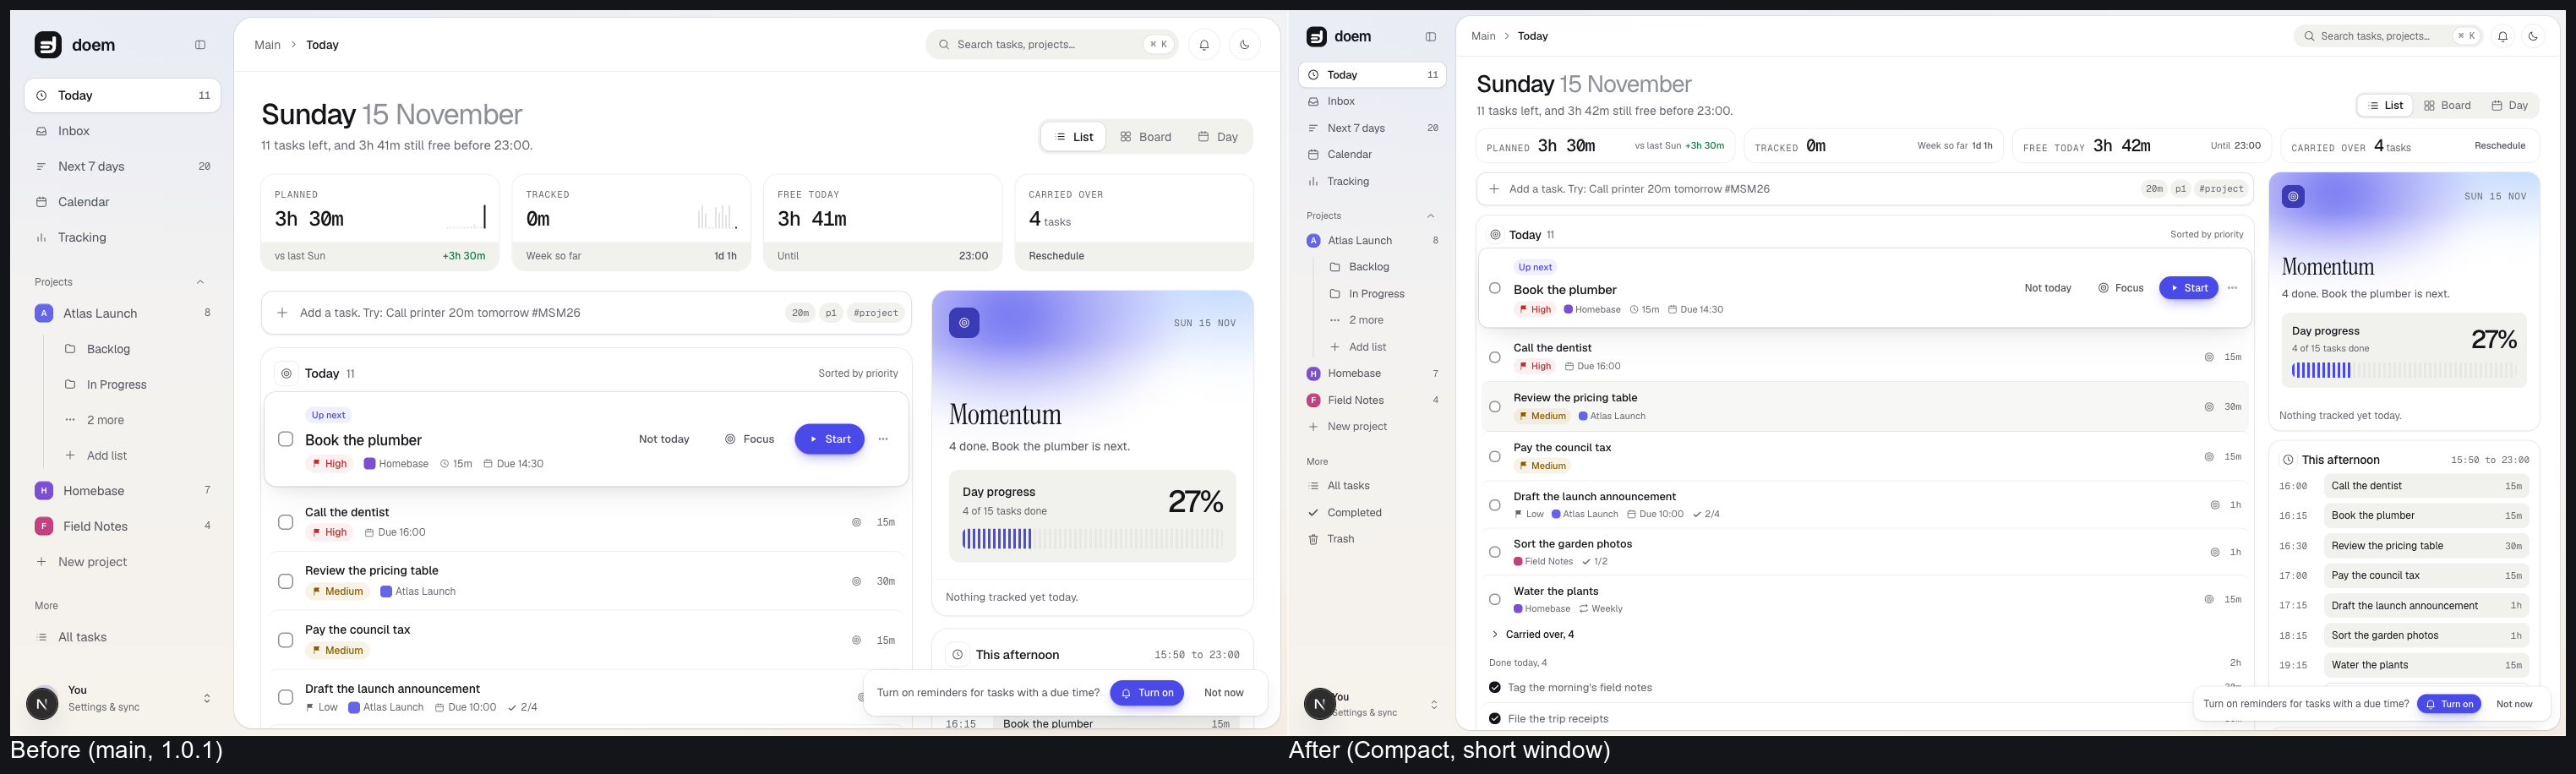 doem
Today 11
Inbox
Next 7 days 20
Calendar
Tracking
Projects
A Atlas Launch 8
Backlog
In Progress
2 more
Add list
H Homebase 7
F Field Notes 4
New project
More
All tasks
N You
Settings & sync
Main > Today
Search tasks, projects... ⌘ K
Sunday 15 November
11 tasks left, and 3h 41m still free before 23:00.
List Board Day
PLANNED
3h 30m
vs last Sun +3h 30m
TRACKED
0m
Week so far 1d 1h
FREE TODAY
3h 41m
Until 23:00
CARRIED OVER
4 tasks
Reschedule
Add a task. Try: Call printer 20m tomorrow #MSM26 20m p1 #project
Today 11 Sorted by priority
Up next
Book the plumber
High Homebase 15m Due 14:30
Not today Focus Start
Call the dentist
High Due 16:00
15m
Review the pricing table
Medium Atlas Launch
30m
Pay the council tax
Medium
15m
Draft the launch announcement
Low Atlas Launch Due 10:00 2/4
SUN 15 NOV
Momentum
4 done. Book the plumber is next.
Day progress
4 of 15 tasks done
27%
Nothing tracked yet today.
This afternoon 15:50 to 23:00
Turn on reminders for tasks with a due time? Turn on Not now
16:15 Book the plumber 15m
Before (main, 1.0.1)
doem
Today 11
Inbox
Next 7 days 20
Calendar
Tracking
Projects
A Atlas Launch 8
Backlog
In Progress
2 more
Add list
H Homebase 7
F Field Notes 4
New project
More
All tasks
Completed
Trash
N You
Settings & sync
Main > Today
Search tasks, projects... ⌘ K
Sunday 15 November
11 tasks left, and 3h 42m still free before 23:00.
List Board Day
PLANNED 3h 30m vs last Sun +3h 30m
TRACKED 0m Week so far 1d 1h
FREE TODAY 3h 42m Until 23:00
CARRIED OVER 4 tasks Reschedule
Add a task. Try: Call printer 20m tomorrow #MSM26 20m p1 #project
Today 11 Sorted by priority
Up next
Book the plumber
High Homebase 15m Due 14:30
Not today Focus Start
Call the dentist
High Due 16:00
15m
Review the pricing table
Medium Atlas Launch
30m
Pay the council tax
Medium
15m
Draft the launch announcement
Low Atlas Launch Due 10:00 2/4
1h
Sort the garden photos
Field Notes 1/2
1h
Water the plants
Homebase Weekly
15m
Carried over, 4
Done today, 4 2h
Tag the morning's field notes
File the trip receipts
SUN 15 NOV
Momentum
4 done. Book the plumber is next.
Day progress
4 of 15 tasks done
27%
Nothing tracked yet today.
This afternoon 15:50 to 23:00
16:00 Call the dentist 15m
16:15 Book the plumber 15m
16:30 Review the pricing table 30m
17:00 Pay the council tax 15m
17:15 Draft the launch announcement 1h
18:15 Sort the garden photos 1h
19:15 Water the plants 15m
Turn on reminders for tasks with a due time? Turn on Not now
After (Compact, short window)